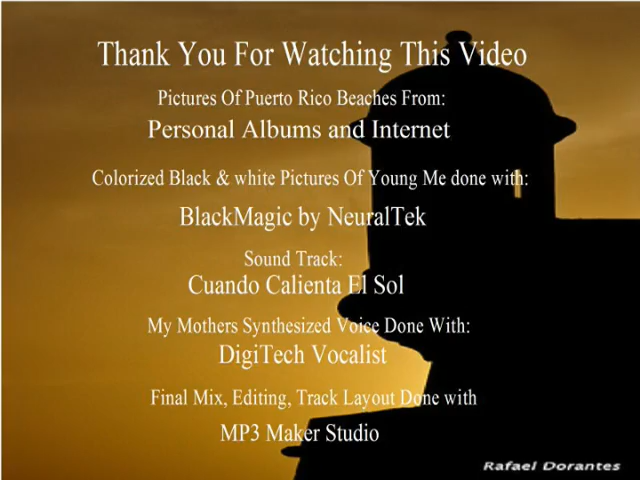 Thank You For Watching This Video
Pictures Of Puerto Rico Beaches From:
Personal Albums and Internet
Colorized Black & white Pictures Of Young Me done with:
BlackMagic by NeuralTek
Sound Track:
Cuando Calienta El Sol
My Mothers Synthesized Voice Done With:
DigiTech Vocalist
Final Mix, Editing, Track Layout Done with
MP3 Maker Studio
Rafael Dorantes